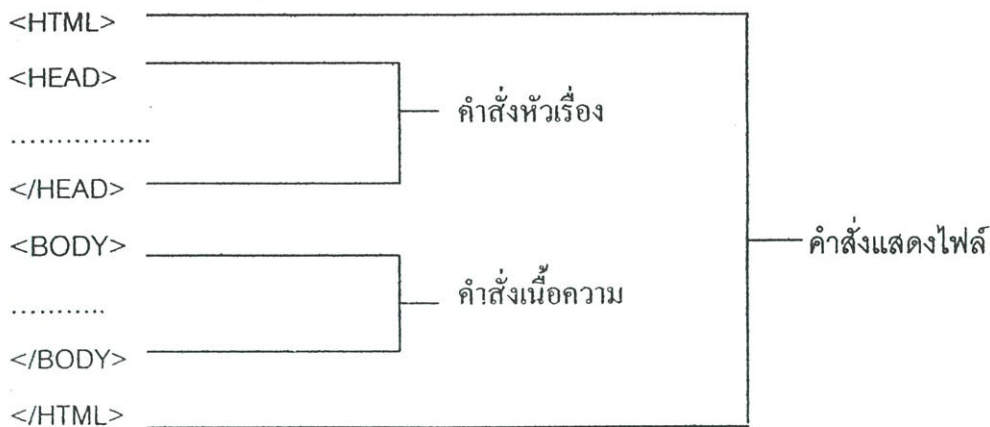 <HTML>
<HEAD>
คำสั่งหัวเรื่อง
................
</HEAD>
<BODY>
คำสั่งแสดงไฟล์
คำสั่งเนื้อความ
...........
</BODY>
</HTML>